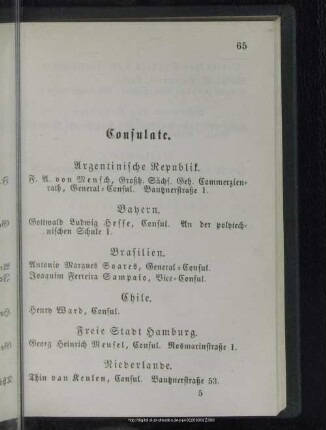 65
Consulate.
Argentinische Republik.
F. A. von Mensch, Großh. Sächs. Geh. Commerzien-
rath, General-Consul. Bautznerstraße 1.
Bayern.
Gottwald Ludwig Hesse, Consul. An der polytech-
nischen Schule 1.
Brasilien.
Antonio Marques Soares, General-Consul.
Joaquim Ferreira Sampaio, Vice-Consul.
Chile.
Henry Ward, Consul.
Freie Stadt Hamburg.
Georg Heinrich Meusel, Consul. Rosmarinstraße 1.
Niederlande.
Thin van Keulen, Consul. Bautznerstraße 53.
5